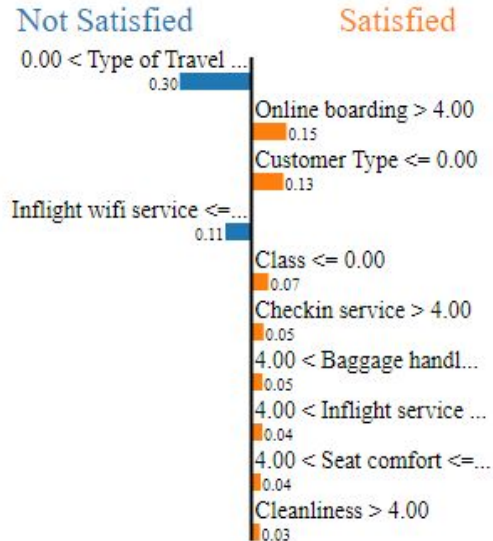 Not Satisfied Satisfied
0.00 < Type of Travel ...
0.30
Online boarding > 4.00
0.15
Customer Type <= 0.00
0.13
Inflight wifi service <=...
0.11
Class <= 0.00
0.07
Checkin service > 4.00
0.05
4.00 < Baggage handl...
0.05
4.00 < Inflight service ...
0.04
4.00 < Seat comfort <=...
0.04
Cleanliness > 4.00
0.03